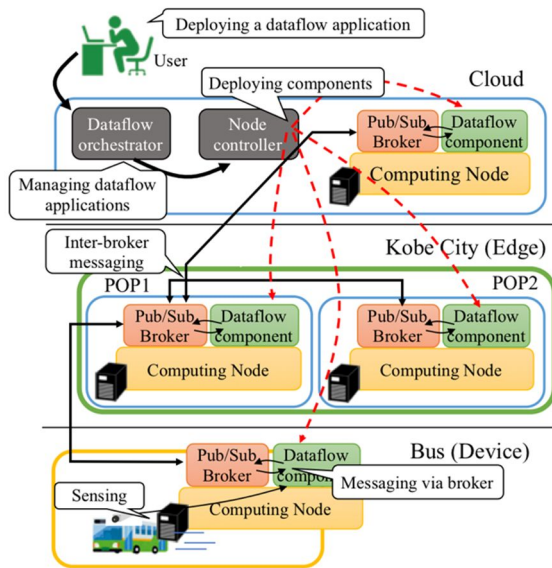 Deploying a dataflow application
User
Deploying components
Cloud
Dataflow
orchestrator
Node
controller
Pub/Sub
Broker
Dataflow
component
Computing Node
Managing dataflow
applications
Inter-broker
messaging
Kobe City (Edge)
POP1
POP2
Pub/Sub
Broker
Dataflow
component
Computing Node
Pub/Sub
Broker
Dataflow
component
Computing Node
Bus (Device)
Pub/Sub
Broker
Dataflow
Messaging via broker
Sensing
Computing Node